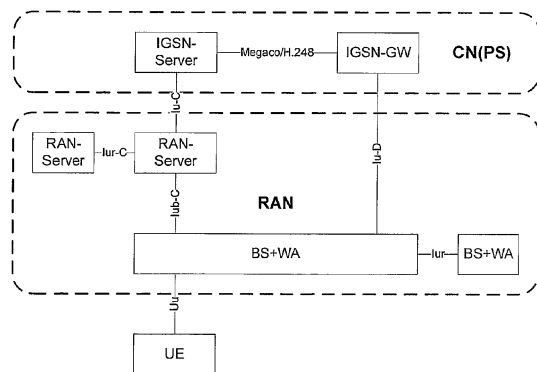 IGSN-
Server
Megaco/H.248
IGSN-GW
CN(PS)
Iu-C
RAN-
Server
Iur-C
RAN-
Server
Iu-D
Iub-C
RAN
BS+WA
Iur
BS+WA
Uu
UE